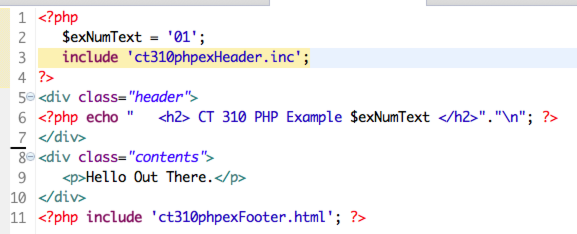 1 <?php
2    $exNumText = '01';
3    include 'ct310phpexHeader.inc';
4 ?>
5 <div class="header">
6 <?php echo "   <h2> CT 310 PHP Example $exNumText </h2>"."\n"; ?>
7 </div>
8 <div class="contents">
9    <p>Hello Out There.</p>
10 </div>
11 <?php include 'ct310phpexFooter.html'; ?>